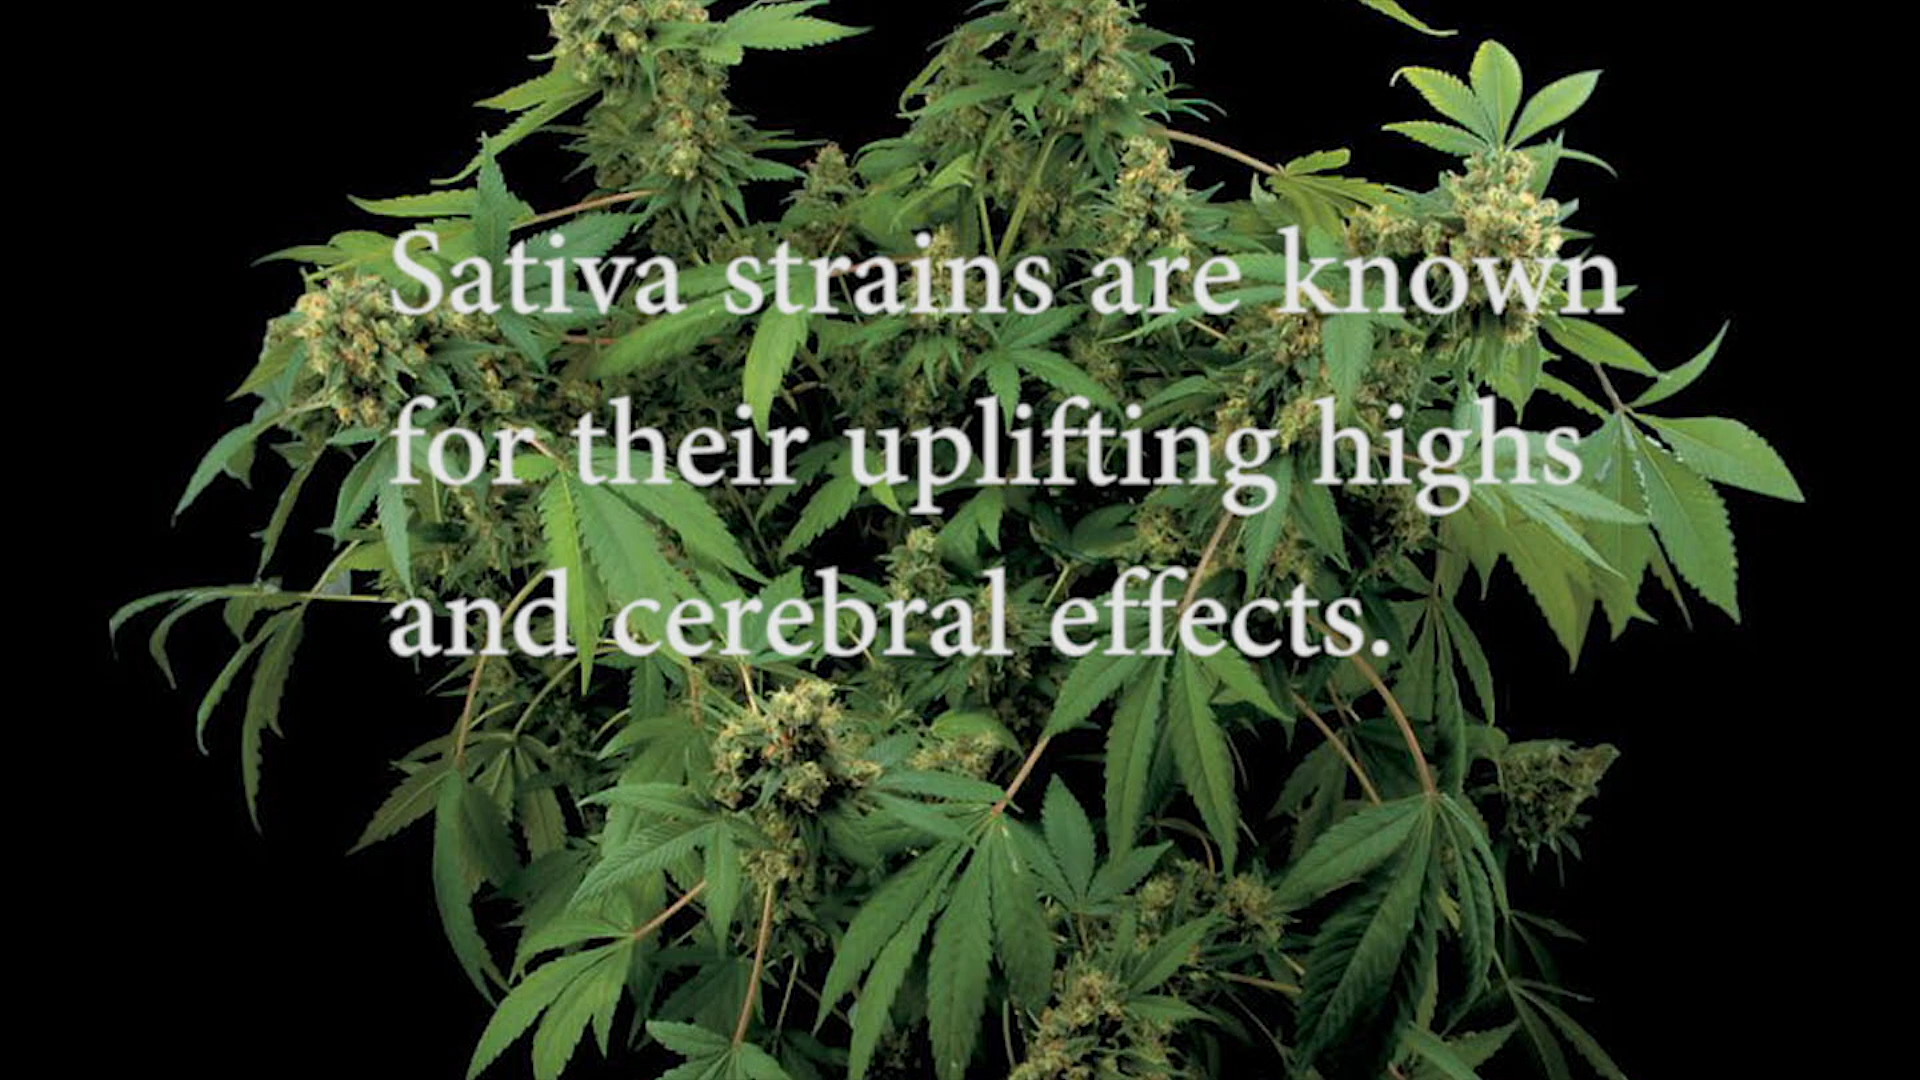 Sativa strains are known
for their uplifting highs
and cerebral effects.